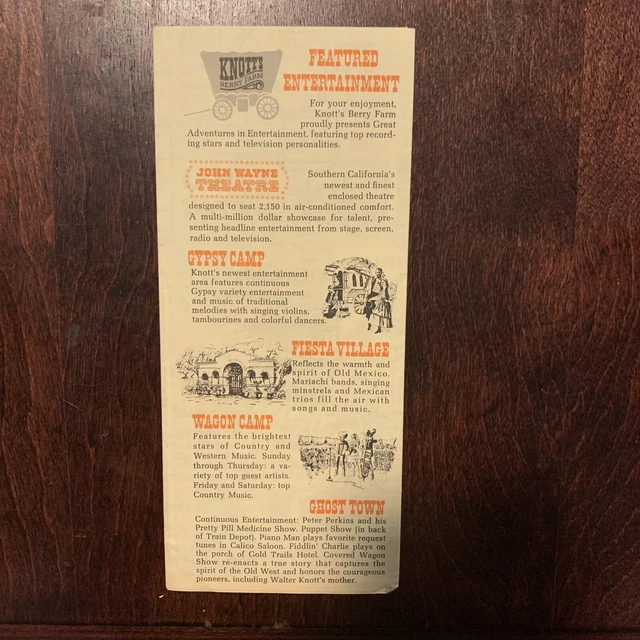 KNOTT'S
BERRY FARM
FEATURED
ENTERTAINMENT
For your enjoyment,
Knott's Berry Farm
proudly presents Great
Adventures in Entertainment, featuring top record-
ing stars and television personalities.
JOHN WAYNE
THEATRE
Southern California's
newest and finest
enclosed theatre
designed to seat 2,150 in air-conditioned comfort.
A multi-million dollar showcase for talent, pre-
senting headline entertainment from stage, screen,
radio and television.
GYPSY CAMP
Knott's newest entertainment
area features continuous
Gypsy variety entertainment
and music of traditional
melodies with singing violins,
tambourines and colorful dancers.
FIESTA VILLAGE
Reflects the warmth and
spirit of Old Mexico.
Mariachi bands, singing
minstrels and Mexican
trios fill the air with
songs and music.
WAGON CAMP
Features the brightest
stars of Country and
Western Music. Sunday
through Thursday: a va-
riety of top guest artists.
Friday and Saturday: top
Country Music.
GHOST TOWN
Continuous Entertainment: Peter Perkins and his
Pretty Pill Medicine Show. Puppet Show (in back
of Train Depot). Piano Man plays favorite request
tunes in Calico Saloon. Fiddlin' Charlie plays on
the porch of Gold Trails Hotel. Covered Wagon
Show re-enacts a true story that captures the
spirit of the Old West and honors the courageous
pioneers, including Walter Knott's mother.